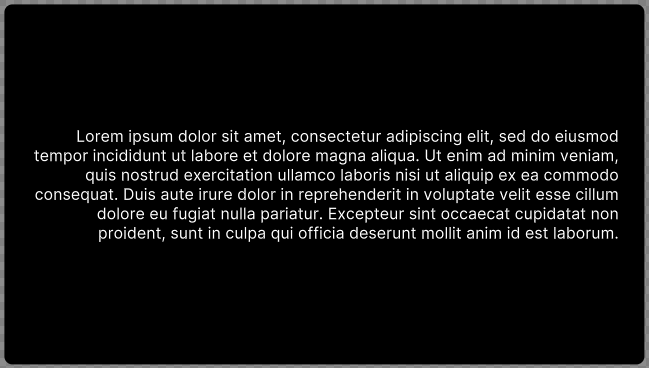 Lorem ipsum dolor sit amet, consectetur adipiscing elit, sed do eiusmod
tempor incididunt ut labore et dolore magna aliqua. Ut enim ad minim veniam,
quis nostrud exercitation ullamco laboris nisi ut aliquip ex ea commodo
consequat. Duis aute irure dolor in reprehenderit in voluptate velit esse cillum
dolore eu fugiat nulla pariatur. Excepteur sint occaecat cupidatat non
proident, sunt in culpa qui officia deserunt mollit anim id est laborum.